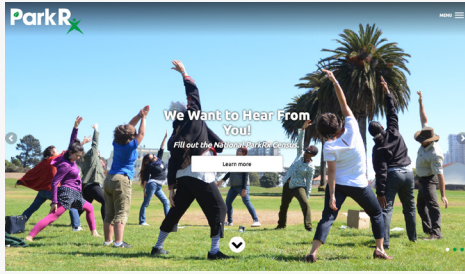 ParkRx
MENU
We Want to Hear From
You!
Fill out the National ParkRx Census.
Learn more